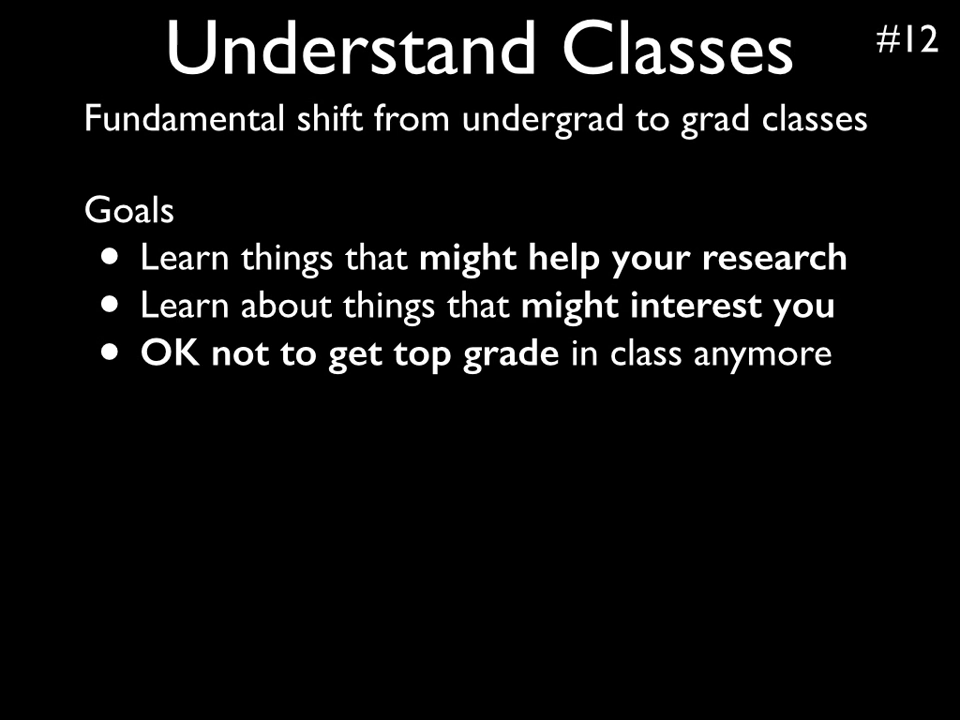 Understand Classes
#12
Fundamental shift from undergrad to grad classes
Goals
• Learn things that might help your research
• Learn about things that might interest you
• OK not to get top grade in class anymore